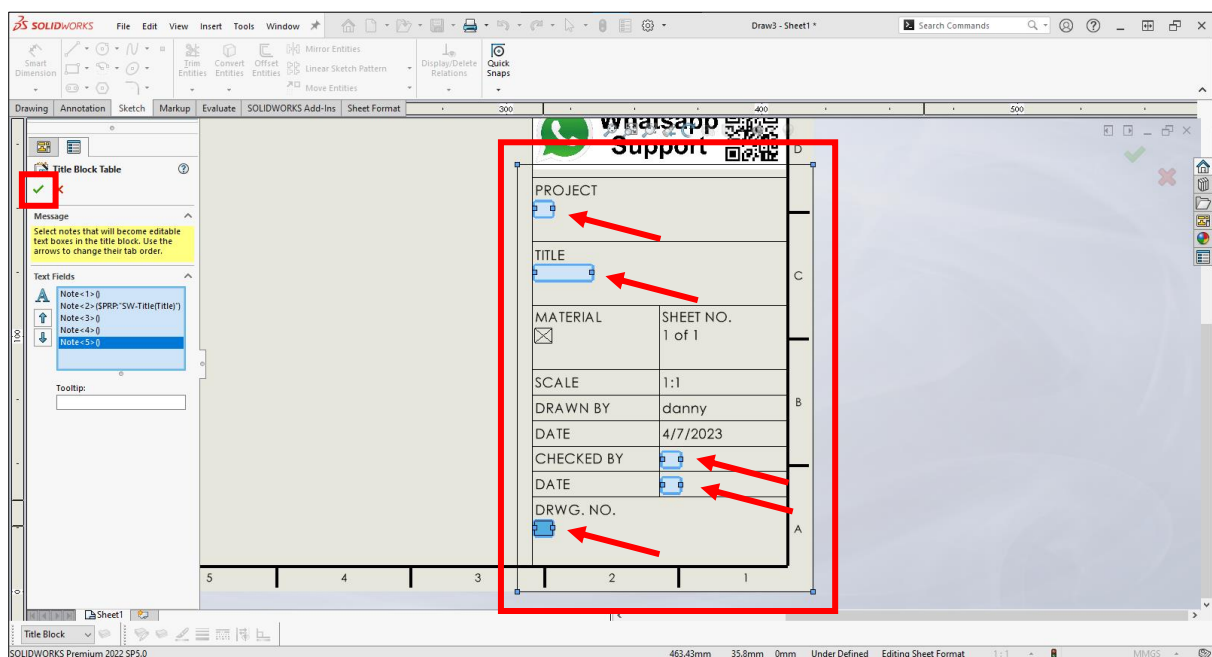 SOLIDWORKS File Edit View Insert Tools Window Draw3 - Sheet1 * Search Commands
Smart Dimension
Trim Entities
Convert Entities
Offset Entities
Mirror Entities
Linear Sketch Pattern
Move Entities
Display/Delete Relations
Quick Snaps
Drawing Annotation Sketch Markup Evaluate SOLIDWORKS Add-Ins Sheet Format
300 400 500
Title Block Table
Message
Select notes that will become editable
text boxes in the title block. Use the
arrows to change their tab order.
Text Fields
Note<1>()
Note<2>($PRP:"SW-Title(Title)")
Note<3>()
Note<4>()
Note<5>()
Tooltip:
100
Whatsapp
Support
D
PROJECT
TITLE
C
MATERIAL SHEET NO.
1 of 1
SCALE 1:1
DRAWN BY danny
B
DATE 4/7/2023
CHECKED BY
DATE
DRWG. NO.
A
5 4 3 2 1
Sheet1
Title Block
SOLIDWORKS Premium 2022 SP5.0 463.43mm 35.8mm 0mm Under Defined Editing Sheet Format 1:1 MMGS